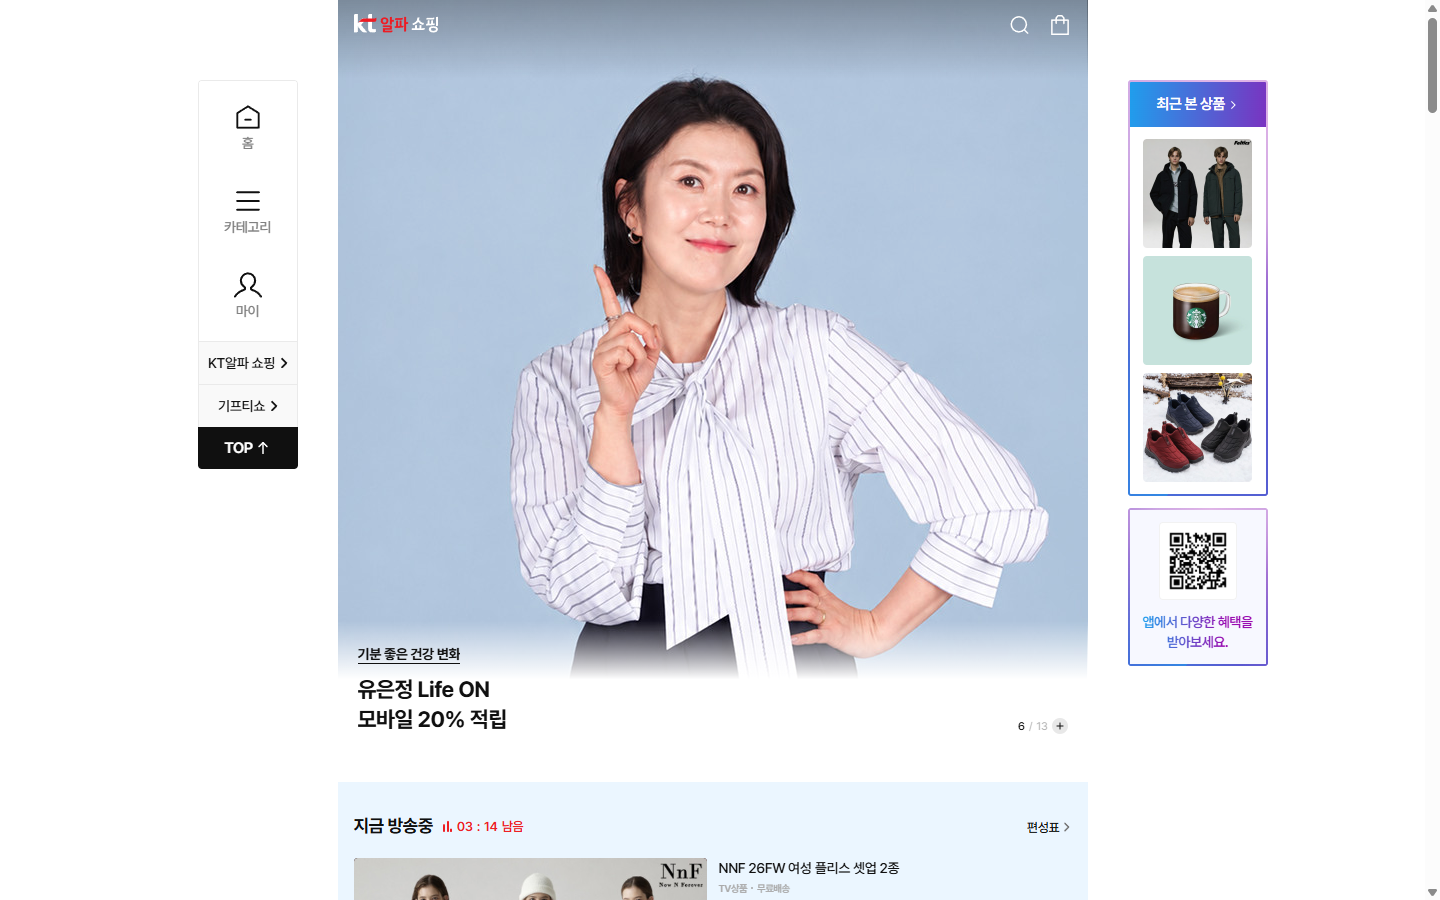 kt 알파 쇼핑
홈
카테고리
마이
KT알파 쇼핑
기프티쇼
TOP
기분 좋은 건강 변화
유은정 Life ON
모바일 20% 적립
6 / 13
지금 방송중
03 : 14 남음
편성표
NnF
Now N Forever
NNF 26FW 여성 플리스 셋업 2종
TV상품・무료배송
최근 본 상품
앱에서 다양한 혜택을
받아보세요.